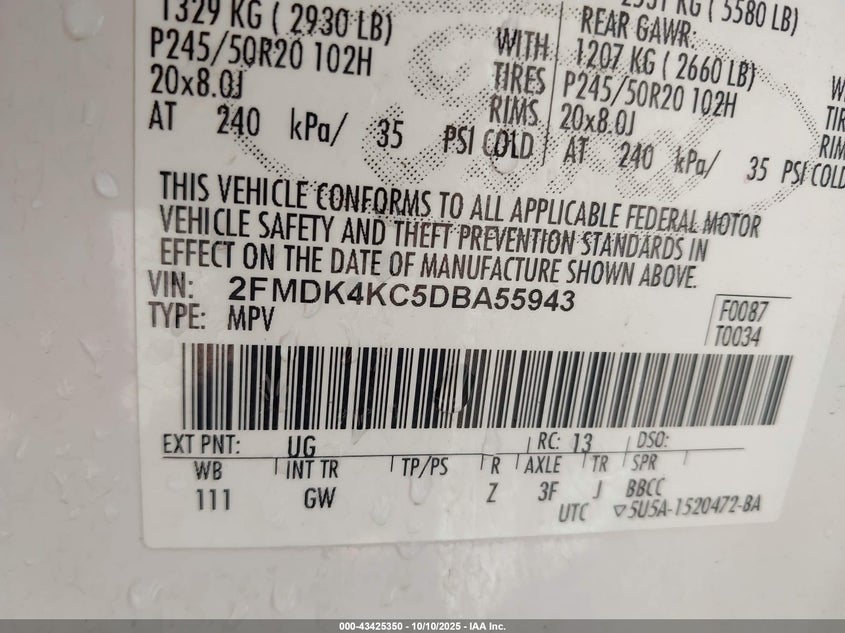 1329 KG ( 2930 LB) WITH
P245/50R20 102H TIRES
20x8.0J RIMS
AT 240 kPa/ 35 PSI COLD
KG ( 5580 LB)
REAR GAWR:
1207 KG ( 2660 LB)
P245/50R20 102H
20x8.0J
AT 240 kPa/ 35 PSI COLD
THIS VEHICLE CONFORMS TO ALL APPLICABLE FEDERAL MOTOR
VEHICLE SAFETY AND THEFT PREVENTION STANDARDS IN
EFFECT ON THE DATE OF MANUFACTURE SHOWN ABOVE.
VIN: 2FMDK4KC5DBA55943
TYPE: MPV
F0087
T0034
EXT PNT: UG RC: 13 DSO:
WB INT TR TP/PS R AXLE TR SPR
111 GW Z 3F J BBCC
UTC ▽5U5A-1520472-BA
000-43425350 | 10/10/2025 - IAA Inc.